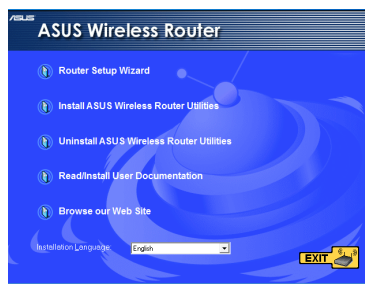 ASUS
ASUS Wireless Router
Router Setup Wizard
Install ASUS Wireless Router Utilities
Uninstall ASUS Wireless Router Utilities
Read/Install User Documentation
Browse our Web Site
Installation Language: English
EXIT